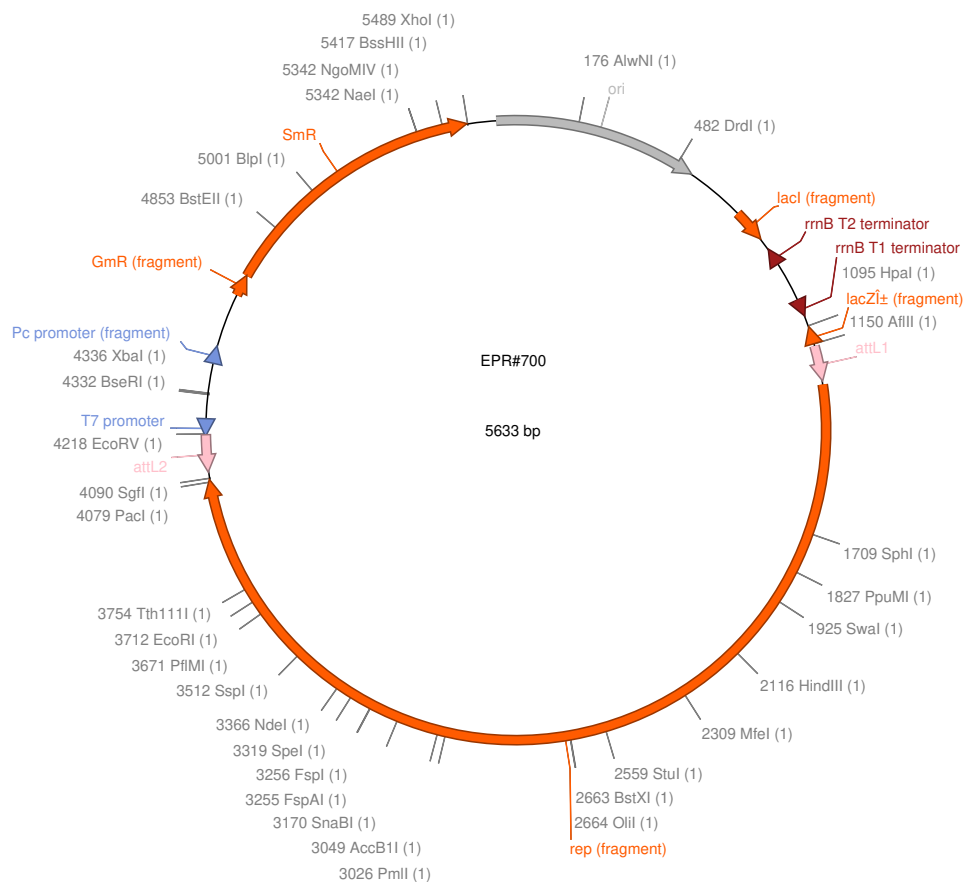 5489 XhoI (1)
5417 BssHII (1)
5342 NgoMIV (1)
5342 NaeI (1)
SmR
5001 BlpI (1)
4853 BstEII (1)
GmR (fragment)
Pc promoter (fragment)
4336 XbaI (1)
4332 BseRI (1)
T7 promoter
4218 EcoRV (1)
attL2
4090 SgfI (1)
4079 PacI (1)
3754 Tth111I (1)
3712 EcoRI (1)
3671 PflMI (1)
3512 SspI (1)
3366 NdeI (1)
3319 SpeI (1)
3256 FspI (1)
3255 FspAI (1)
3170 SnaBI (1)
3049 AccB1I (1)
3026 PmlI (1)
EPR#700
5633 bp
176 AlwNI (1)
ori
482 DrdI (1)
lacI (fragment)
rrnB T2 terminator
rrnB T1 terminator
1095 HpaI (1)
lacZÎ± (fragment)
1150 AflII (1)
attL1
1709 SphI (1)
1827 PpuMI (1)
1925 SwaI (1)
2116 HindIII (1)
2309 MfeI (1)
2559 StuI (1)
2663 BstXI (1)
2664 OliI (1)
rep (fragment)